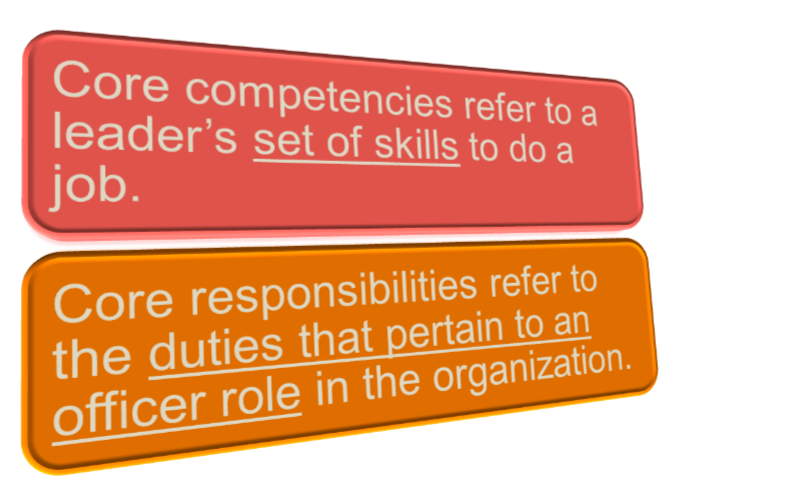 Core competencies refer to a
leader’s set of skills to do a
job.
Core responsibilities refer to
the duties that pertain to an
officer role in the organization.